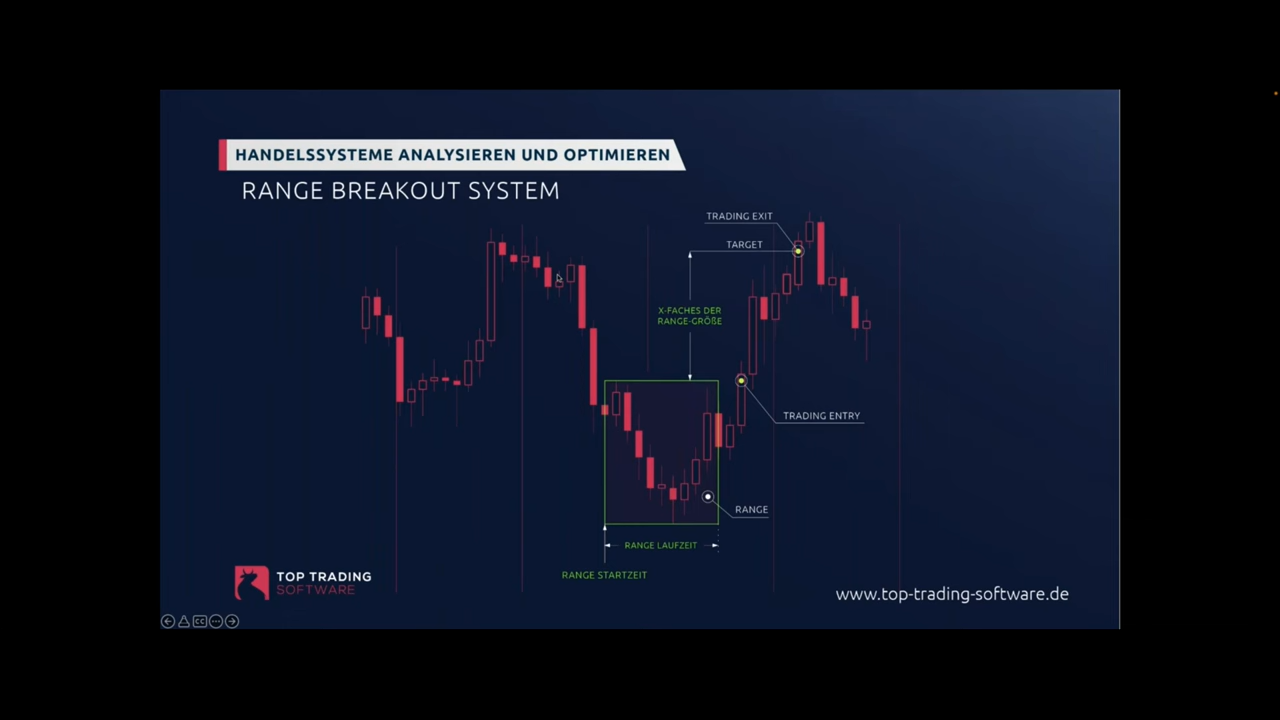 HANDELSSYSTEME ANALYSIEREN UND OPTIMIEREN
RANGE BREAKOUT SYSTEM
TRADING EXIT
TARGET
X-FACHES DER
RANGE-GRÖßE
TRADING ENTRY
RANGE
RANGE LAUFZEIT
RANGE STARTZEIT
TOP TRADING
SOFTWARE
www.top-trading-software.de
CC